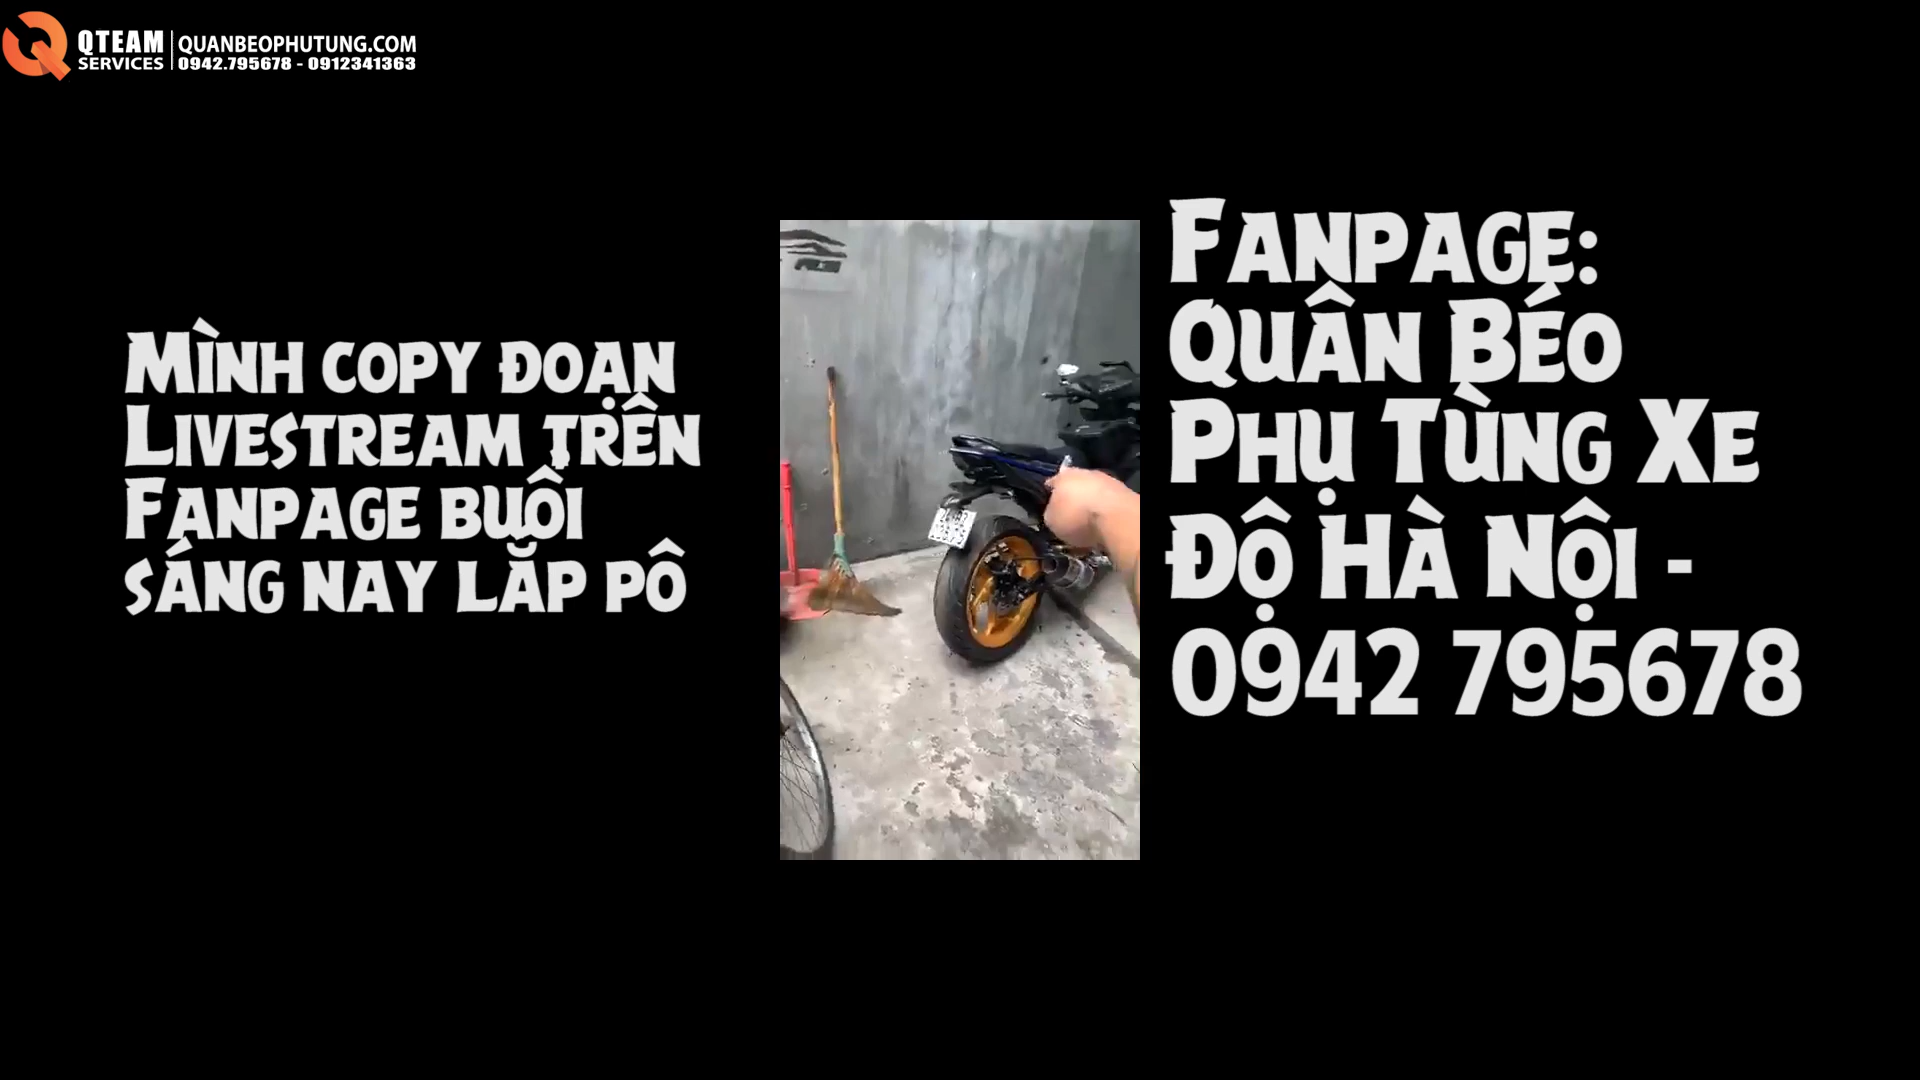 QTEAM
SERVICES
QUANBEOPHUTUNG.COM
0942.795678 - 0912341363
Mình copy đoạn
Livestream trên
Fanpage buổi
sáng nay lắp pô
Fanpage:
Quân Béo
Phụ Tùng Xe
Độ Hà Nội -
0942 795678